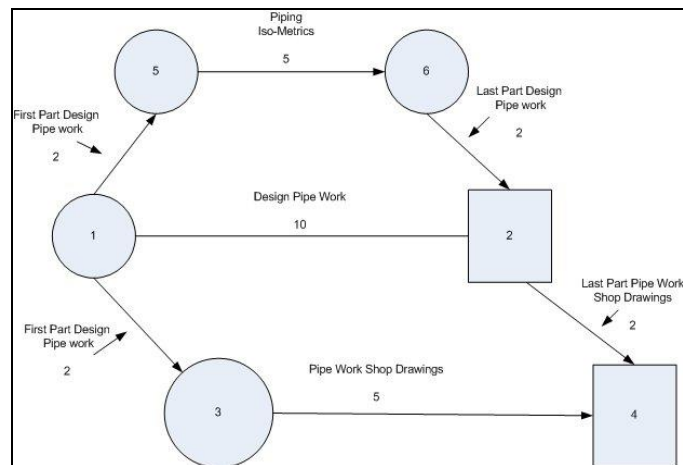 Piping
Iso-Metrics
5
5
6
First Part Design
Pipe work
2
Last Part Design
Pipe work
2
Design Pipe Work
10
1
2
Last Part Pipe Work
Shop Drawings
2
First Part Design
Pipe work
2
Pipe Work Shop Drawings
5
3
4